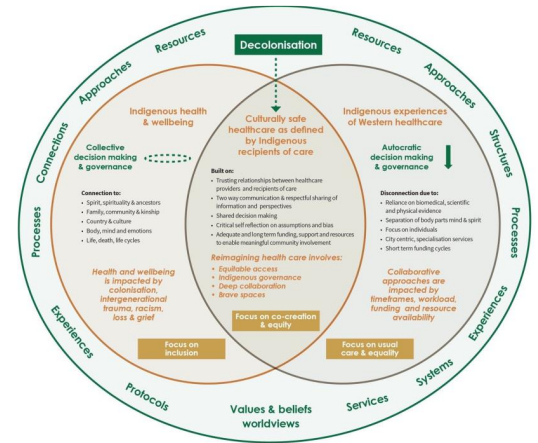 Decolonisation
Resources
Approaches
Connections
Processes
Experiences
Protocols
Values & beliefs
worldviews
Resources
Approaches
Structures
Processes
Experiences
Systems
Services
Indigenous health
& wellbeing
Collective
decision making
& governance
Connection to:
• Spirit, spirituality & ancestors
• Family, community & kinship
• Country & culture
• Body, mind and emotions
• Life, death, life cycles
Health and wellbeing
is impacted by
colonisation,
intergenerational
trauma, racism,
loss & grief
Focus on
inclusion
Culturally safe
healthcare as defined
by Indigenous
recipients of care
Built on:
• Trusting relationships between healthcare
providers and recipients of care
• Two way communication & respectful sharing of
information and perspectives
• Shared decision making
• Critical self reflection on assumptions and bias
• Adequate and long term funding, support and resources
to enable meaningful community involvement
Reimagining health care involves:
• Equitable access
• Indigenous governance
• Deep collaboration
• Brave spaces
Focus on co-creation
& equity
Indigenous experiences
of Western healthcare
Autocratic
decision making
& governance
Disconnection due to:
• Reliance on biomedical, scientific
and physical evidence
• Separation of body parts mind & spirit
• Focus on individuals
• City centric, specialisation services
• Short term funding cycles
Collaborative
approaches are
impacted by
timeframes, workload,
funding and resource
availability
Focus on usual
care & equality